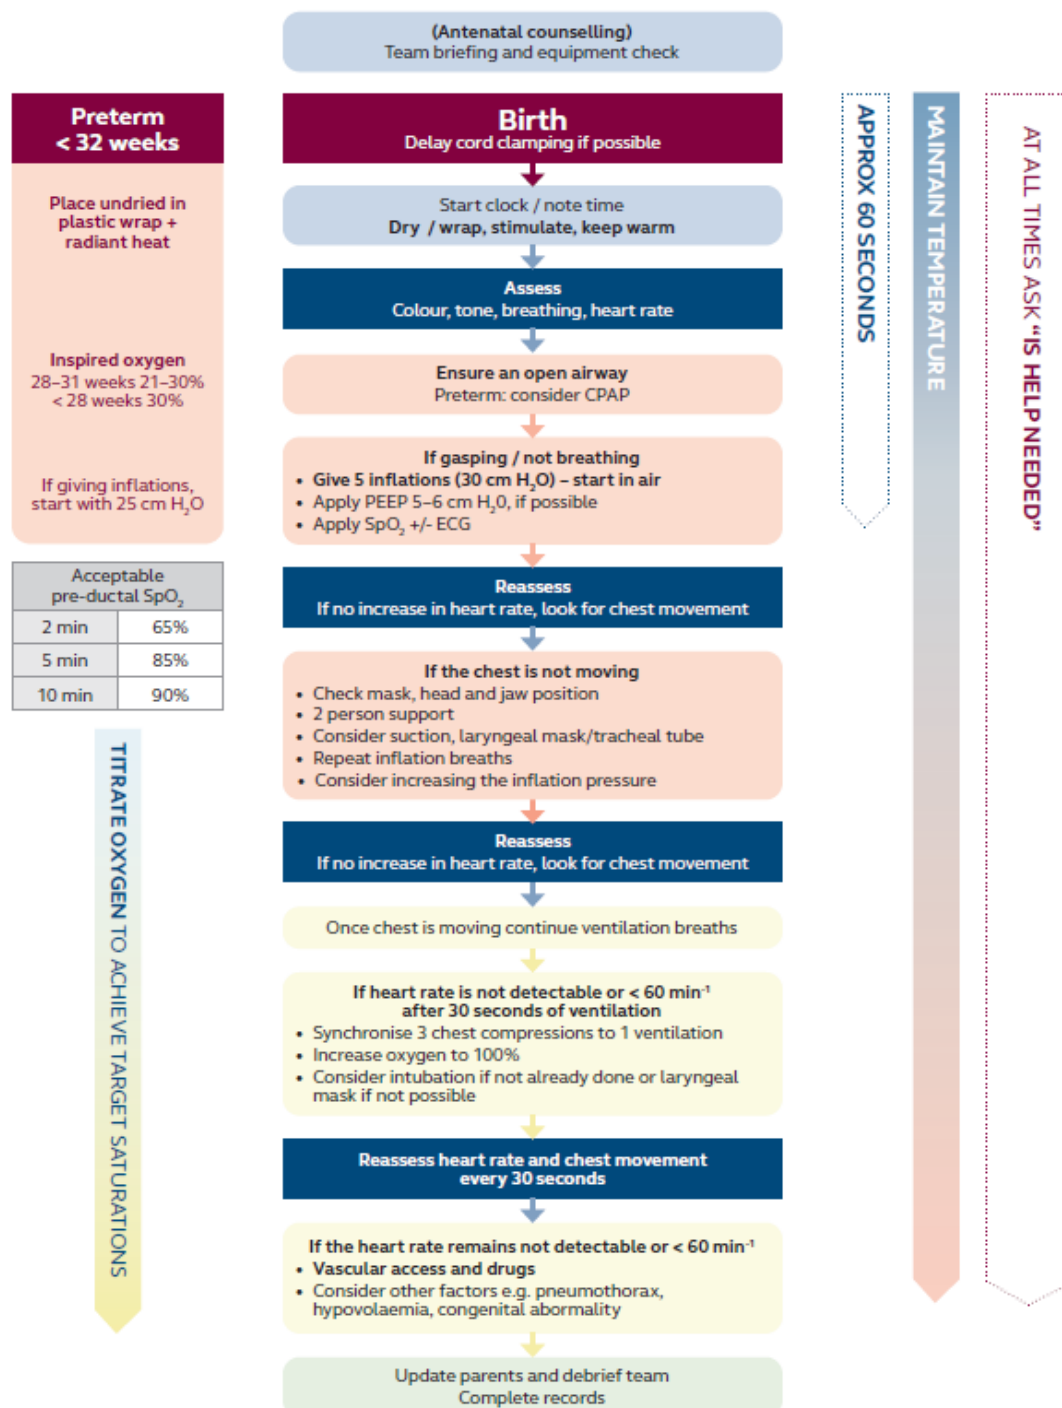 (Antenatal counselling)
Team briefing and equipment check
Preterm
< 32 weeks
Place undried in
plastic wrap +
radiant heat
Inspired oxygen
28–31 weeks 21–30%
< 28 weeks 30%
If giving inflations,
start with 25 cm H₂O
Acceptable
pre-ductal SpO₂
2 min 65%
5 min 85%
10 min 90%
TITRATE OXYGEN TO ACHIEVE TARGET SATURATIONS
Birth
Delay cord clamping if possible
Start clock / note time
Dry / wrap, stimulate, keep warm
Assess
Colour, tone, breathing, heart rate
Ensure an open airway
Preterm: consider CPAP
If gasping / not breathing
• Give 5 inflations (30 cm H₂O) – start in air
• Apply PEEP 5–6 cm H₂0, if possible
• Apply SpO₂ +/- ECG
Reassess
If no increase in heart rate, look for chest movement
If the chest is not moving
• Check mask, head and jaw position
• 2 person support
• Consider suction, laryngeal mask/tracheal tube
• Repeat inflation breaths
• Consider increasing the inflation pressure
Reassess
If no increase in heart rate, look for chest movement
Once chest is moving continue ventilation breaths
If heart rate is not detectable or < 60 min⁻¹
after 30 seconds of ventilation
• Synchronise 3 chest compressions to 1 ventilation
• Increase oxygen to 100%
• Consider intubation if not already done or laryngeal
mask if not possible
Reassess heart rate and chest movement
every 30 seconds
If the heart rate remains not detectable or < 60 min⁻¹
• Vascular access and drugs
• Consider other factors e.g. pneumothorax,
hypovolaemia, congenital abormality
Update parents and debrief team
Complete records
APPROX 60 SECONDS
MAINTAIN TEMPERATURE
AT ALL TIMES ASK “IS HELP NEEDED”